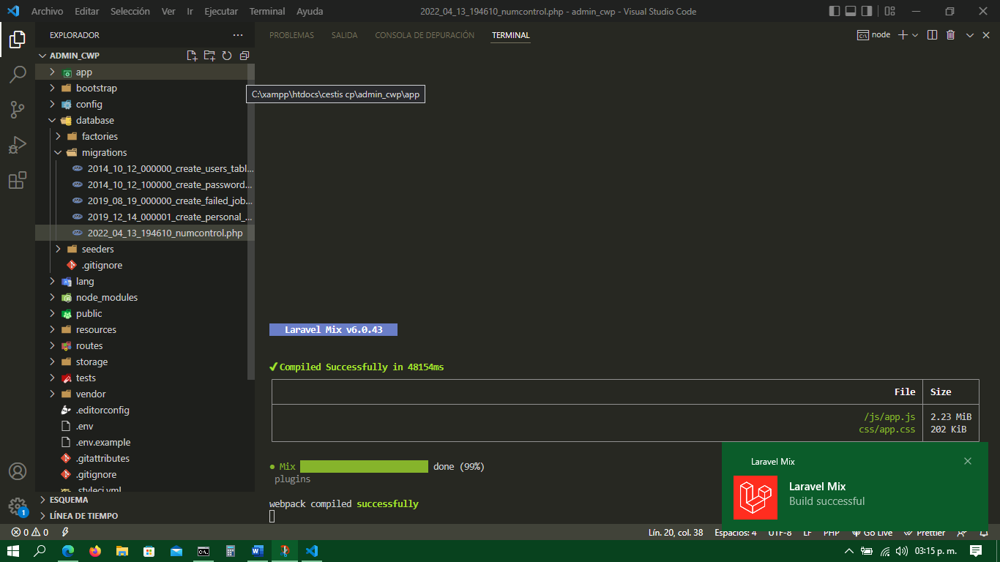 Archivo Editar Selección Ver Ir Ejecutar Terminal Ayuda 2022_04_13_194610_numcontrol.php - admin_cwp - Visual Studio Code
EXPLORADOR
PROBLEMAS SALIDA CONSOLA DE DEPURACIÓN TERMINAL node
ADMIN_CWP
app
C:\xampp\htdocs\cestis cp\admin_cwp\app
bootstrap
config
database
factories
migrations
2014_10_12_000000_create_users_tabl...
2014_10_12_100000_create_password...
2019_08_19_000000_create_failed_job...
2019_12_14_000001_create_personal_...
2022_04_13_194610_numcontrol.php
seeders
.gitignore
lang
node_modules
public
resources
routes
storage
tests
vendor
.editorconfig
.env
.env.example
.gitattributes
.gitignore
.styleci.yml
ESQUEMA
LÍNEA DE TIEMPO
1
Laravel Mix v6.0.43
✔ Compiled Successfully in 48154ms
File Size
/js/app.js 2.23 MiB
css/app.css 202 KiB
● Mix done (99%)
plugins
webpack compiled successfully
Laravel Mix
Laravel Mix
Build successful
0 0 Lín. 20, col. 38 Espacios: 4 UTF-8 LF PHP Go Live Prettier
03:15 p. m.